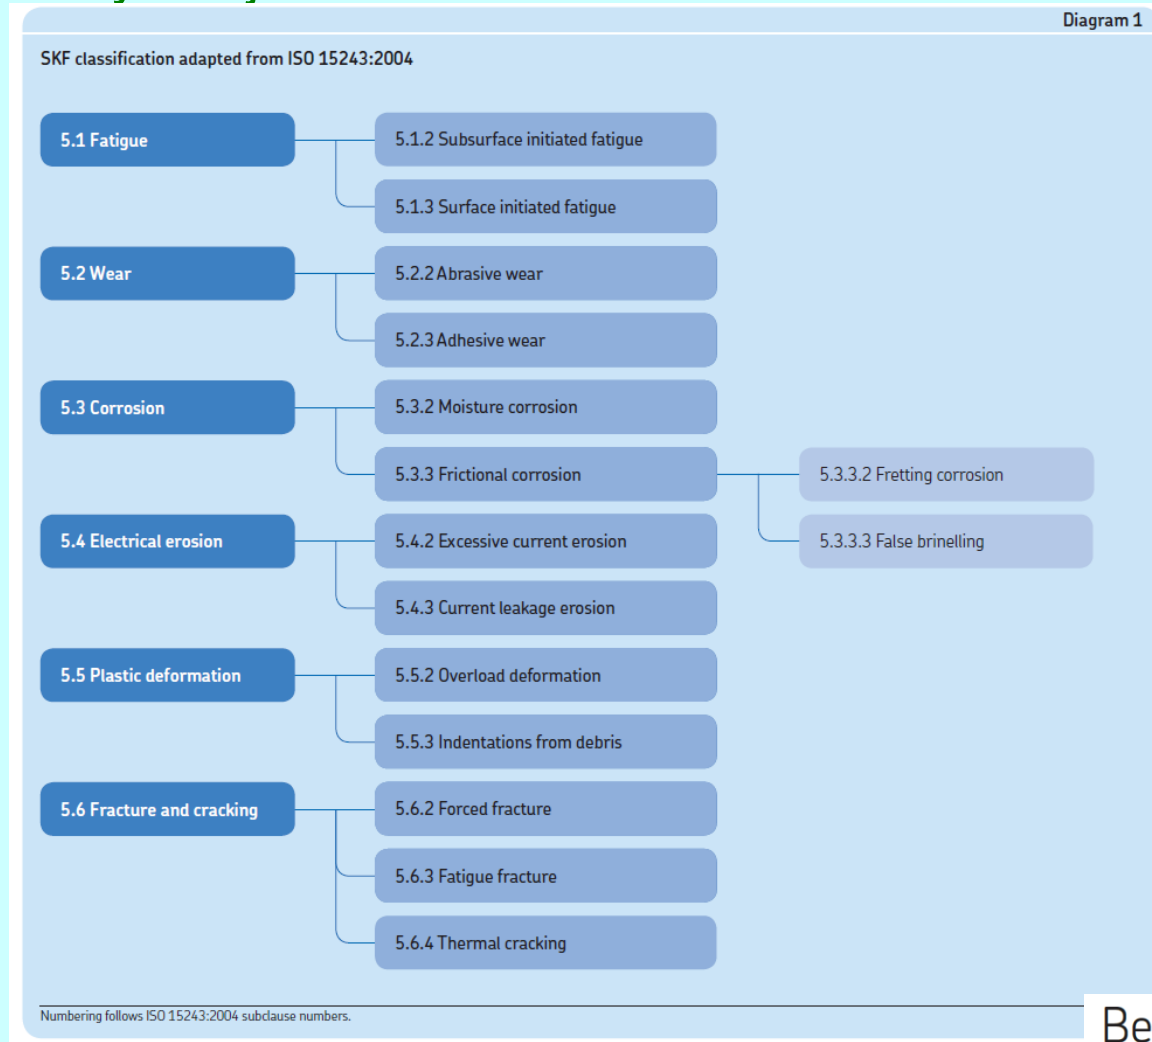 Diagram 1
SKF classification adapted from ISO 15243:2004
5.1 Fatigue
5.1.2 Subsurface initiated fatigue
5.1.3 Surface initiated fatigue
5.2 Wear
5.2.2 Abrasive wear
5.2.3 Adhesive wear
5.3 Corrosion
5.3.2 Moisture corrosion
5.3.3 Frictional corrosion
5.3.3.2 Fretting corrosion
5.3.3.3 False brinelling
5.4 Electrical erosion
5.4.2 Excessive current erosion
5.4.3 Current leakage erosion
5.5 Plastic deformation
5.5.2 Overload deformation
5.5.3 Indentations from debris
5.6 Fracture and cracking
5.6.2 Forced fracture
5.6.3 Fatigue fracture
5.6.4 Thermal cracking
Numbering follows ISO 15243:2004 subclause numbers.
Be